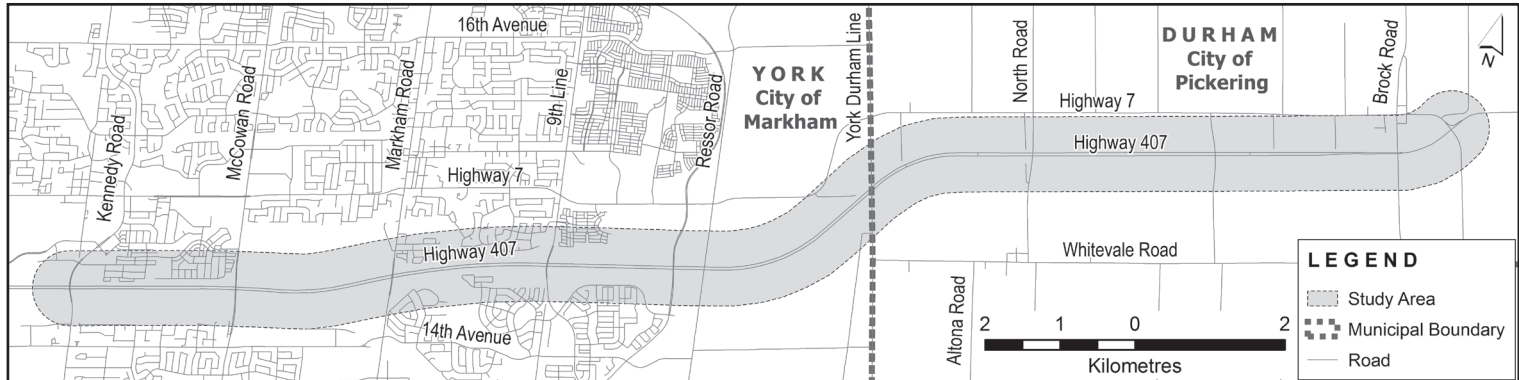 16th Avenue
Kennedy Road
McCowan Road
Markham Road
9th Line
Ressor Road
YORK
City of
Markham
York Durham Line
North Road
DURHAM
City of
Pickering
Brock Road
N
Highway 7
Highway 407
Highway 7
Highway 407
14th Avenue
Whitevale Road
Altona Road
2 1 0 2
Kilometres
LEGEND
Study Area
Municipal Boundary
Road